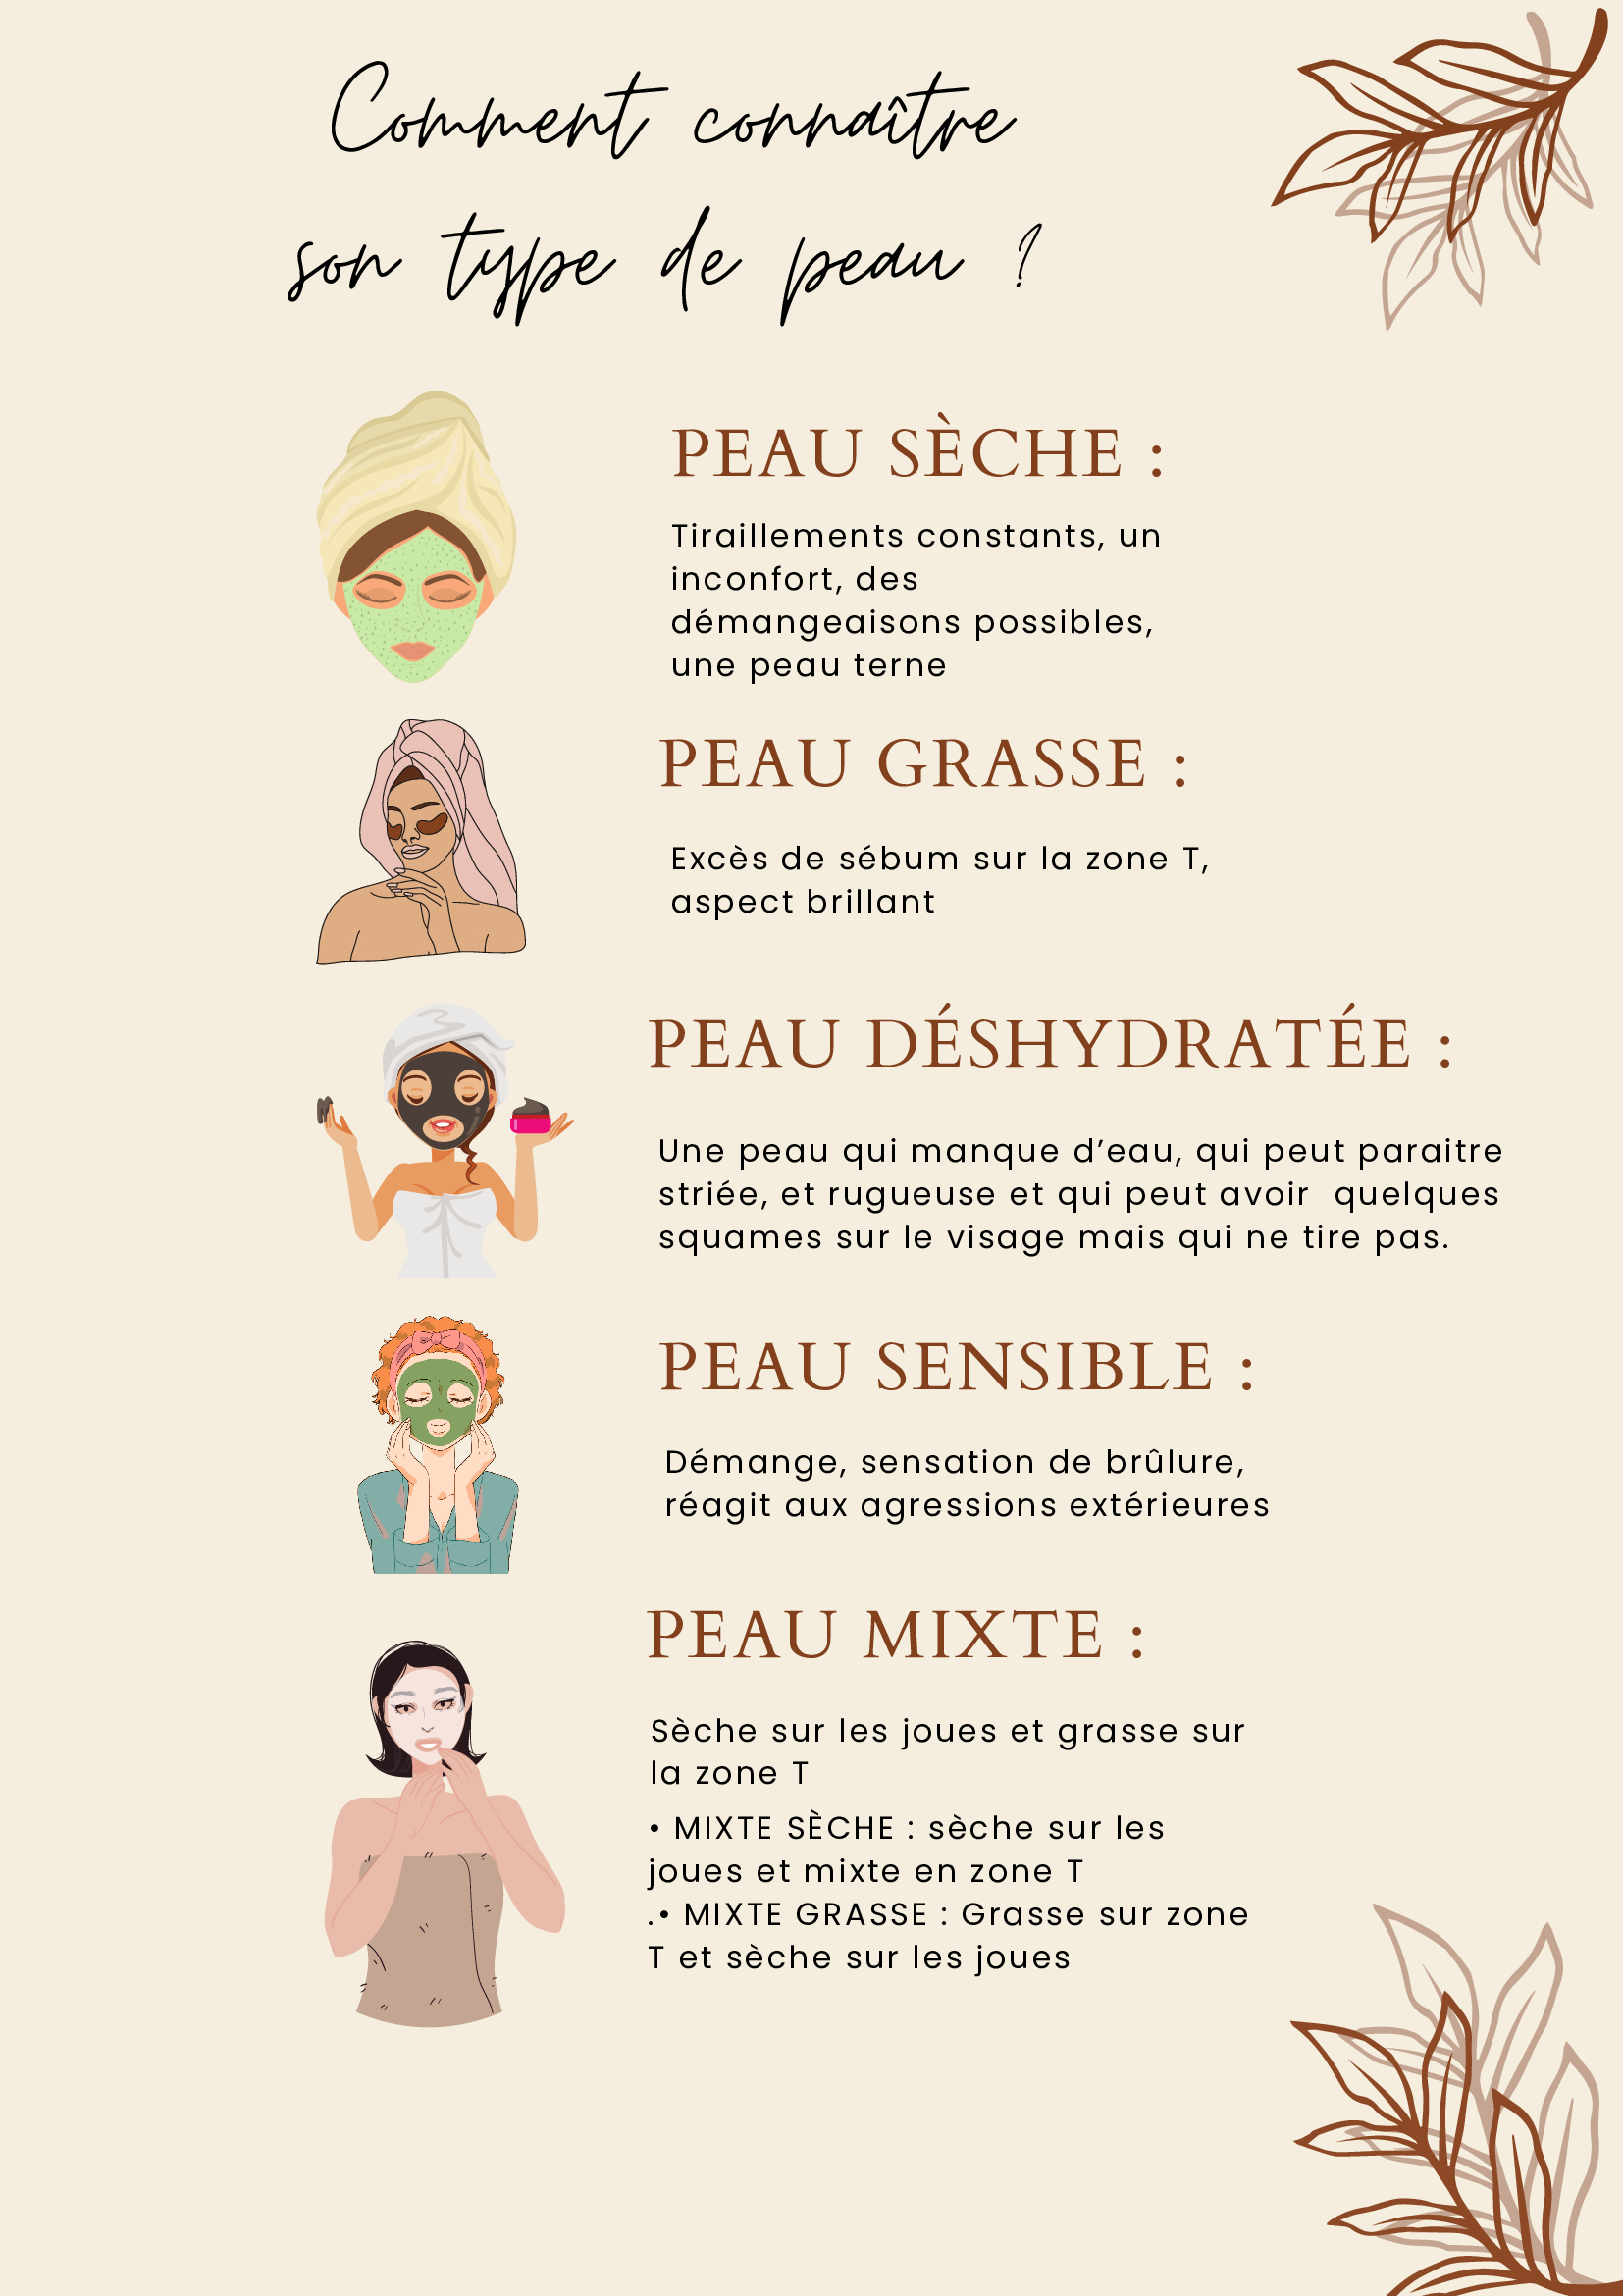 Comment connaître
son type de peau ?
PEAU SÈCHE :
Tiraillements constants, un
inconfort, des
démangeaisons possibles,
une peau terne
PEAU GRASSE :
Excès de sébum sur la zone T,
aspect brillant
PEAU DÉSHYDRATÉE :
Une peau qui manque d’eau, qui peut paraitre
striée, et rugueuse et qui peut avoir  quelques
squames sur le visage mais qui ne tire pas.
PEAU SENSIBLE :
Démange, sensation de brûlure,
réagit aux agressions extérieures
PEAU MIXTE :
Sèche sur les joues et grasse sur
la zone T
• MIXTE SÈCHE : sèche sur les
joues et mixte en zone T
.• MIXTE GRASSE : Grasse sur zone
T et sèche sur les joues